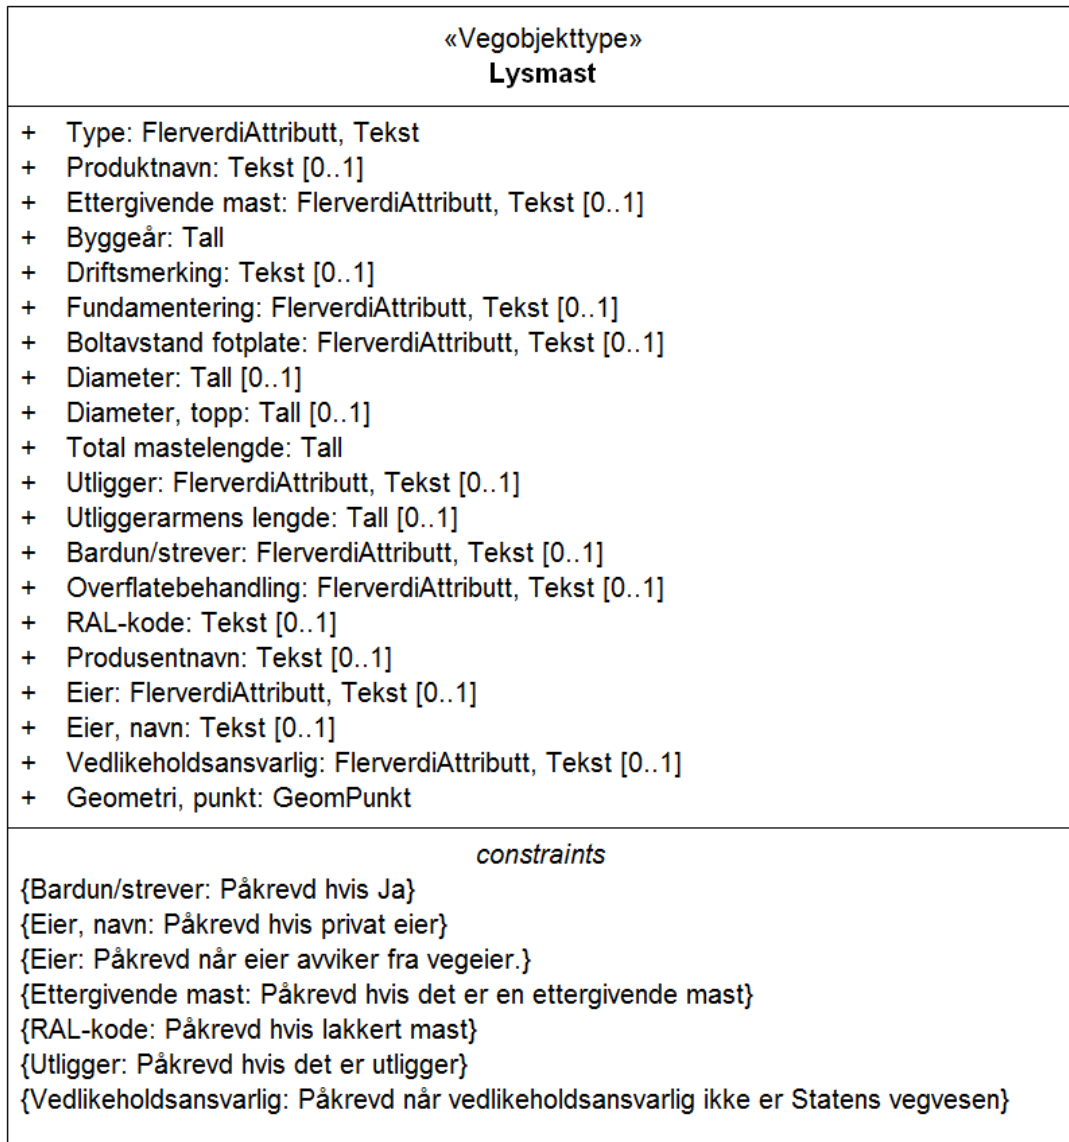 «Vegobjekttype»
Lysmast
+ Type: FlerverdiAttributt, Tekst
+ Produktnavn: Tekst [0..1]
+ Ettergivende mast: FlerverdiAttributt, Tekst [0..1]
+ Byggeår: Tall
+ Driftsmerking: Tekst [0..1]
+ Fundamentering: FlerverdiAttributt, Tekst [0..1]
+ Boltavstand fotplate: FlerverdiAttributt, Tekst [0..1]
+ Diameter: Tall [0..1]
+ Diameter, topp: Tall [0..1]
+ Total mastelengde: Tall
+ Utligger: FlerverdiAttributt, Tekst [0..1]
+ Utliggerarmens lengde: Tall [0..1]
+ Bardun/strever: FlerverdiAttributt, Tekst [0..1]
+ Overflatebehandling: FlerverdiAttributt, Tekst [0..1]
+ RAL-kode: Tekst [0..1]
+ Produsentnavn: Tekst [0..1]
+ Eier: FlerverdiAttributt, Tekst [0..1]
+ Eier, navn: Tekst [0..1]
+ Vedlikeholdsansvarlig: FlerverdiAttributt, Tekst [0..1]
+ Geometri, punkt: GeomPunkt
constraints
{Bardun/strever: Påkrevd hvis Ja}
{Eier, navn: Påkrevd hvis privat eier}
{Eier: Påkrevd når eier avviker fra vegeier.}
{Ettergivende mast: Påkrevd hvis det er en ettergivende mast}
{RAL-kode: Påkrevd hvis lakkert mast}
{Utligger: Påkrevd hvis det er utligger}
{Vedlikeholdsansvarlig: Påkrevd når vedlikeholdsansvarlig ikke er Statens vegvesen}